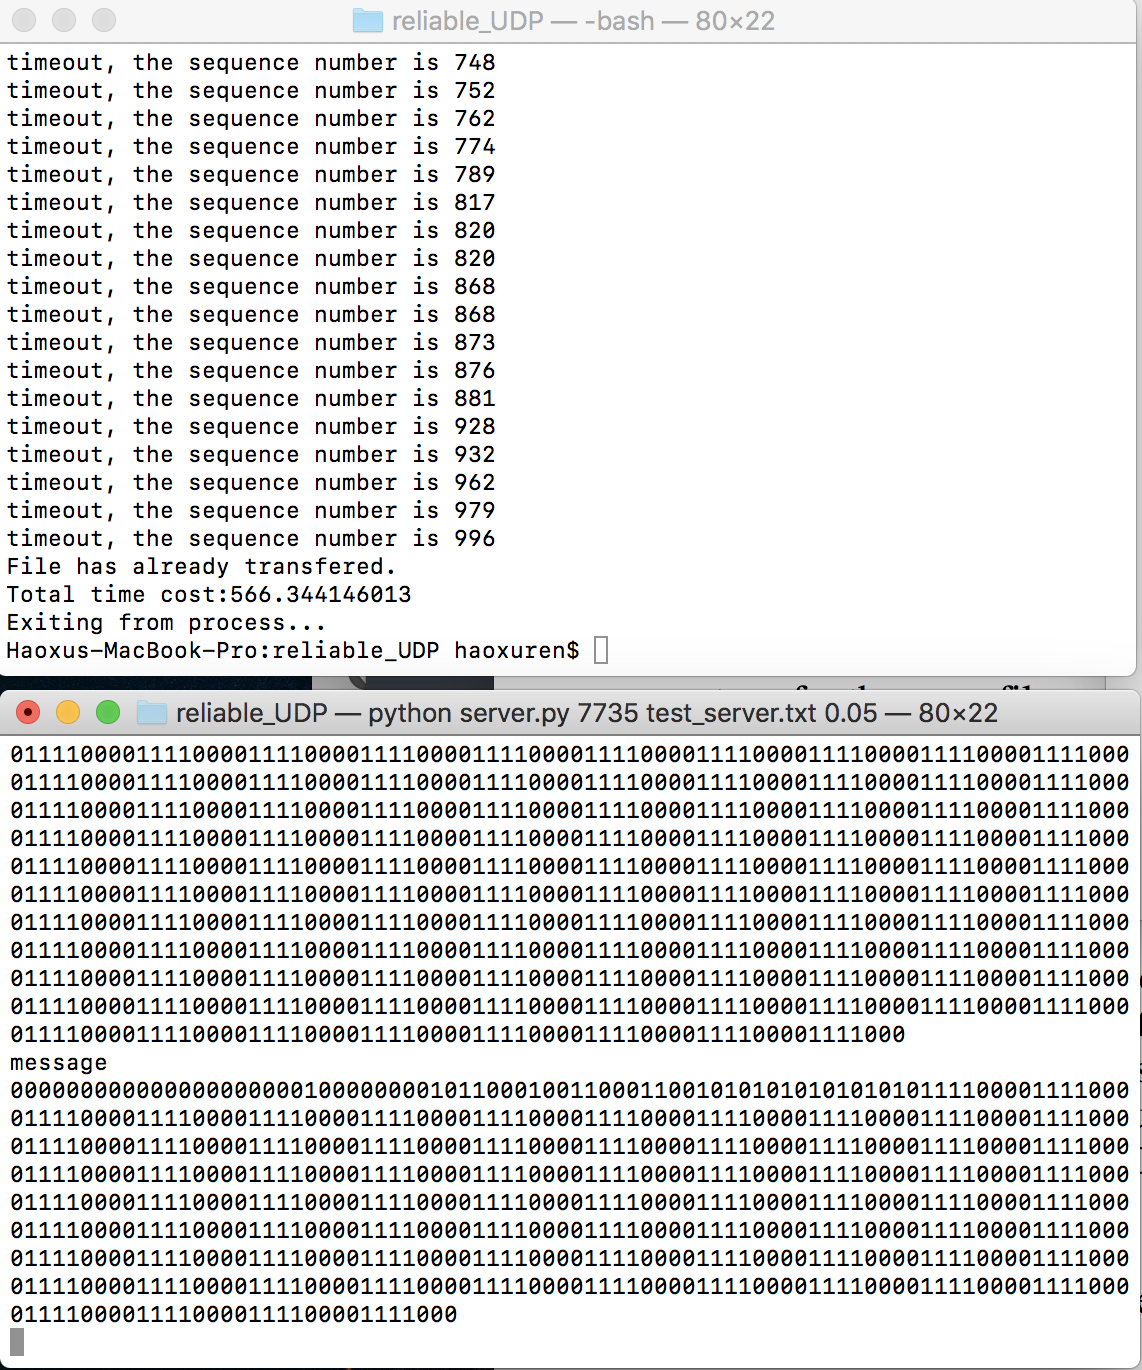 reliable_UDP — -bash — 80×22
timeout, the sequence number is 748
timeout, the sequence number is 752
timeout, the sequence number is 762
timeout, the sequence number is 774
timeout, the sequence number is 789
timeout, the sequence number is 817
timeout, the sequence number is 820
timeout, the sequence number is 820
timeout, the sequence number is 868
timeout, the sequence number is 868
timeout, the sequence number is 873
timeout, the sequence number is 876
timeout, the sequence number is 881
timeout, the sequence number is 928
timeout, the sequence number is 932
timeout, the sequence number is 962
timeout, the sequence number is 979
timeout, the sequence number is 996
File has already transfered.
Total time cost:566.344146013
Exiting from process...
Haoxus-MacBook-Pro:reliable_UDP haoxuren$
reliable_UDP — python server.py 7735 test_server.txt 0.05 — 80×22
01111000011110000111100001111000011110000111100001111000011110000111100001111000
01111000011110000111100001111000011110000111100001111000011110000111100001111000
01111000011110000111100001111000011110000111100001111000011110000111100001111000
01111000011110000111100001111000011110000111100001111000011110000111100001111000
01111000011110000111100001111000011110000111100001111000011110000111100001111000
01111000011110000111100001111000011110000111100001111000011110000111100001111000
01111000011110000111100001111000011110000111100001111000011110000111100001111000
01111000011110000111100001111000011110000111100001111000011110000111100001111000
01111000011110000111100001111000011110000111100001111000011110000111100001111000
01111000011110000111100001111000011110000111100001111000011110000111100001111000
0111100001111000011110000111100001111000011110000111100001111000
message
00000000000000000000010000000010110001001100011001010101010101010111100001111000
01111000011110000111100001111000011110000111100001111000011110000111100001111000
01111000011110000111100001111000011110000111100001111000011110000111100001111000
01111000011110000111100001111000011110000111100001111000011110000111100001111000
01111000011110000111100001111000011110000111100001111000011110000111100001111000
01111000011110000111100001111000011110000111100001111000011110000111100001111000
01111000011110000111100001111000011110000111100001111000011110000111100001111000
01111000011110000111100001111000011110000111100001111000011110000111100001111000
01111000011110000111100001111000